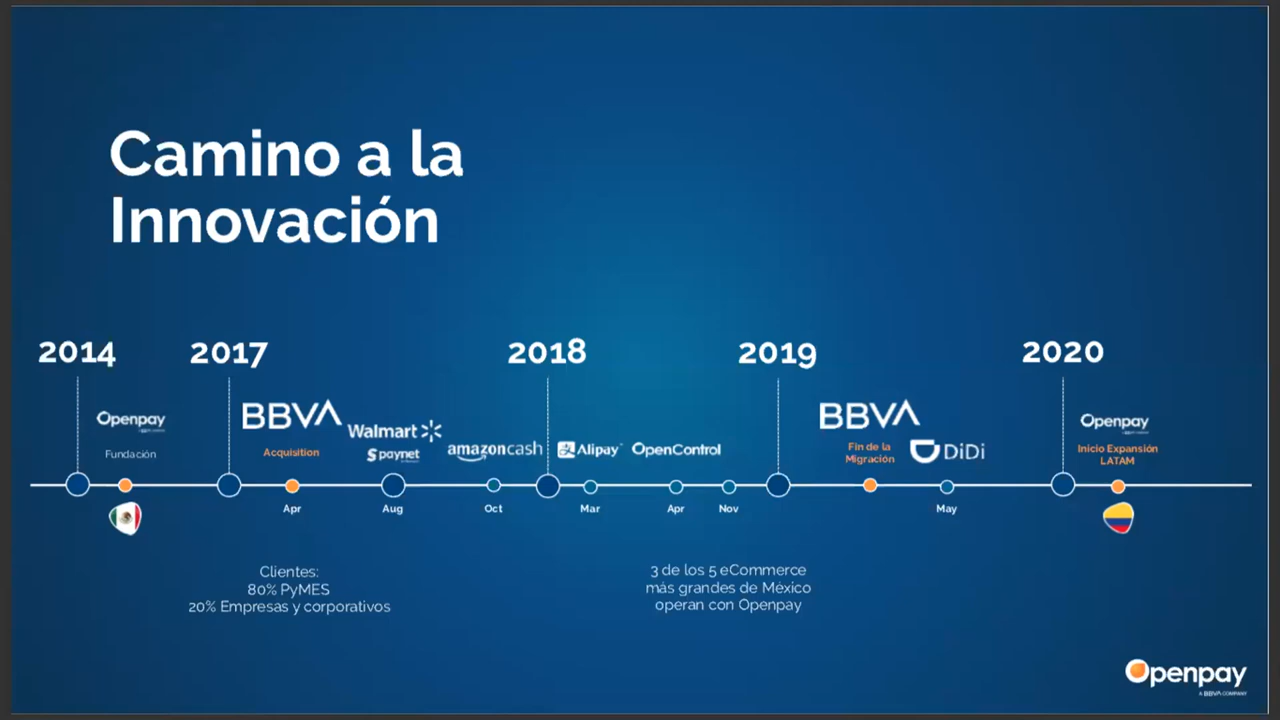 Camino a la
Innovación
2014
2017
2018
2019
2020
Openpay
Fundación
BBVA
Acquisition
Walmart
paynet
amazoncash
Alipay
OpenControl
BBVA
Fin de la
Migración
DiDi
Openpay
Inicio Expansión
LATAM
Apr
Aug
Oct
Mar
Apr
Nov
May
Clientes:
80% PyMES
20% Empresas y corporativos
3 de los 5 eCommerce
más grandes de México
operan con Openpay
Openpay
A BBVA COMPANY